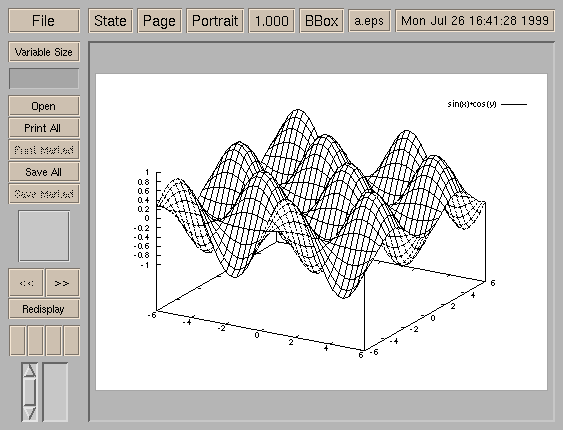 File State Page Portrait 1.000 BBox a.eps Mon Jul 26 16:41:28 1999
Variable Size
Open
Print All
Print Marked
Save All
Save Marked
<< >>
Redisplay
sin(x)*cos(y)
1
0.8
0.6
0.4
0.2
0
-0.2
-0.4
-0.6
-0.8
-1
-6 -4 -2 0 2 4 6
-6 -4 -2 0 2 4 6